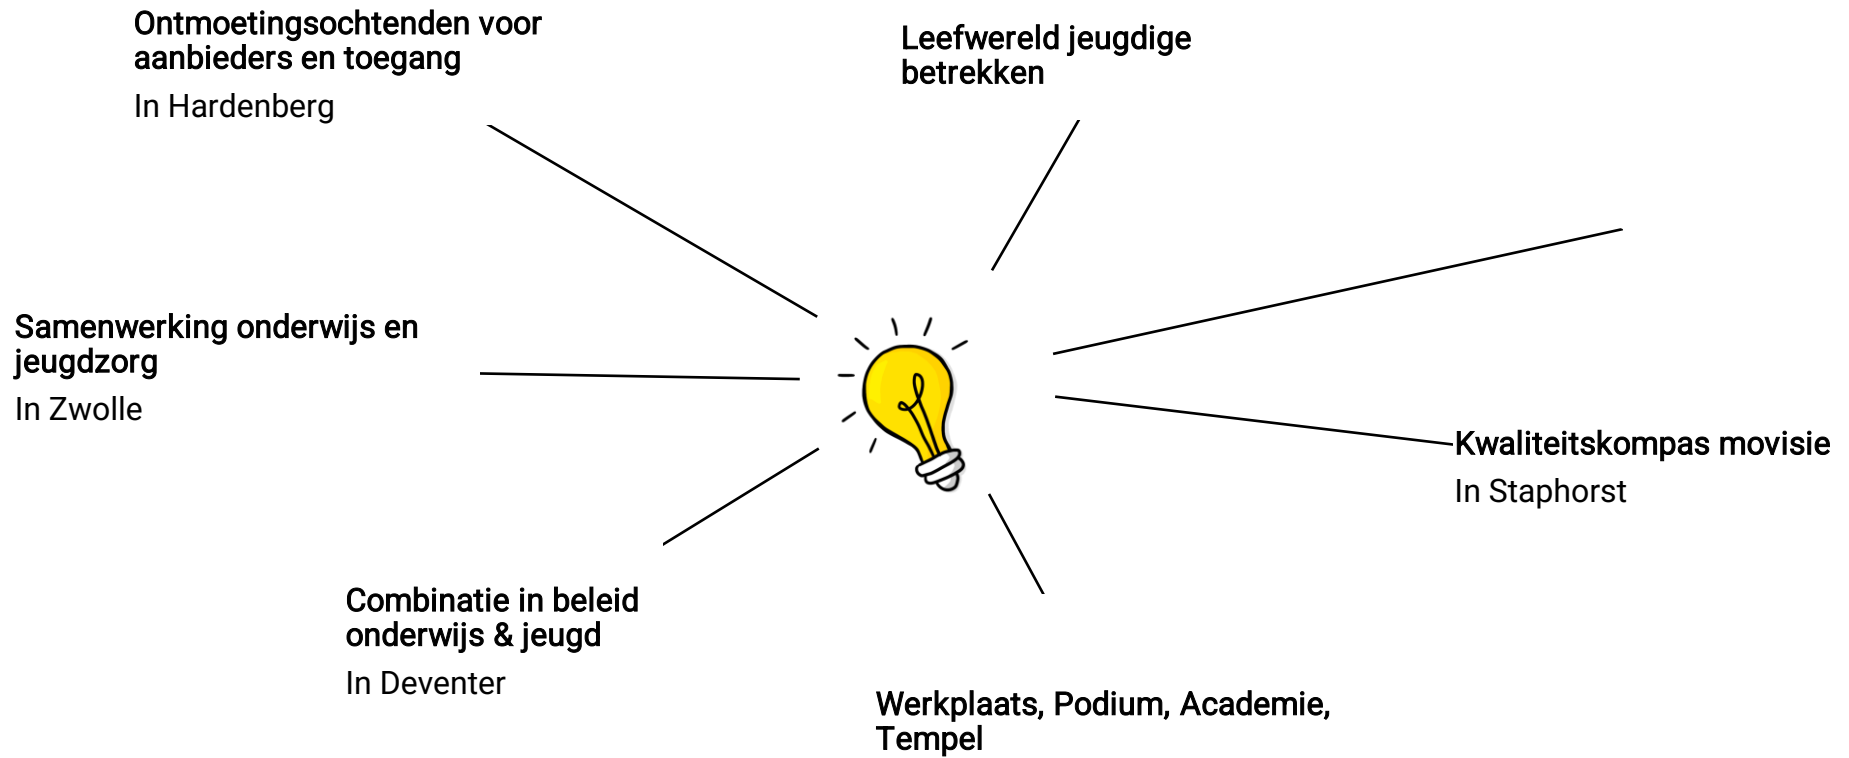 Ontmoetingsochtenden voor
aanbieders en toegang
In Hardenberg
Leefwereld jeugdige
betrekken
Samenwerking onderwijs en
jeugdzorg
In Zwolle
Kwaliteitskompas movisie
In Staphorst
Combinatie in beleid
onderwijs & jeugd
In Deventer
Werkplaats, Podium, Academie,
Tempel